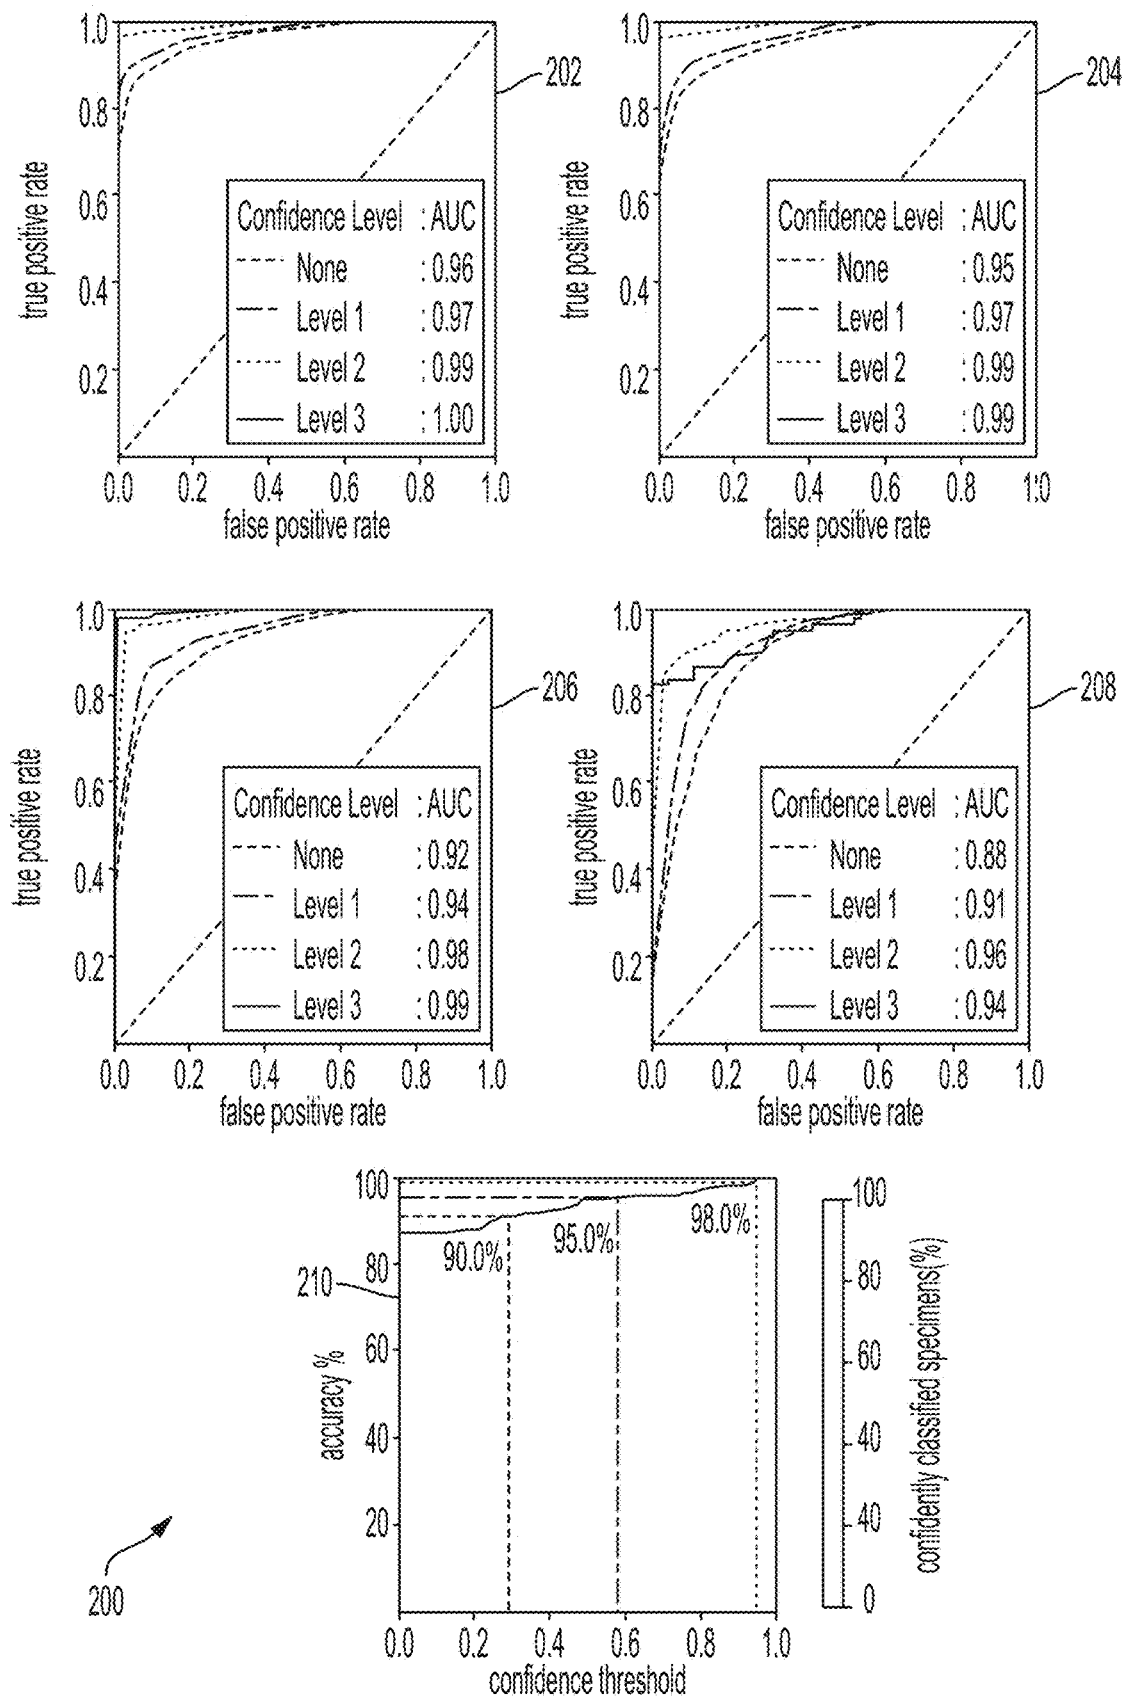 1.0
0.8
0.6
0.4
0.2
true positive rate
Confidence Level : AUC
None : 0.96
Level 1 : 0.97
Level 2 : 0.99
Level 3 : 1.00
0.0 0.2 0.4 0.6 0.8 1.0
false positive rate
202
1.0
0.8
0.6
0.4
0.2
true positive rate
Confidence Level : AUC
None : 0.95
Level 1 : 0.97
Level 2 : 0.99
Level 3 : 0.99
0.0 0.2 0.4 0.6 0.8 1.0
false positive rate
204
1.0
0.8
0.6
0.4
0.2
true positive rate
Confidence Level : AUC
None : 0.92
Level 1 : 0.94
Level 2 : 0.98
Level 3 : 0.99
0.0 0.2 0.4 0.6 0.8 1.0
false positive rate
206
1.0
0.8
0.6
0.4
0.2
true positive rate
Confidence Level : AUC
None : 0.88
Level 1 : 0.91
Level 2 : 0.96
Level 3 : 0.94
0.0 0.2 0.4 0.6 0.8 1.0
false positive rate
208
100
80
60
40
20
accuracy %
210
90.0%
95.0%
98.0%
0.0 0.2 0.4 0.6 0.8 1.0
confidence threshold
100
80
60
40
40
0
confidently classified specimens(%)
200